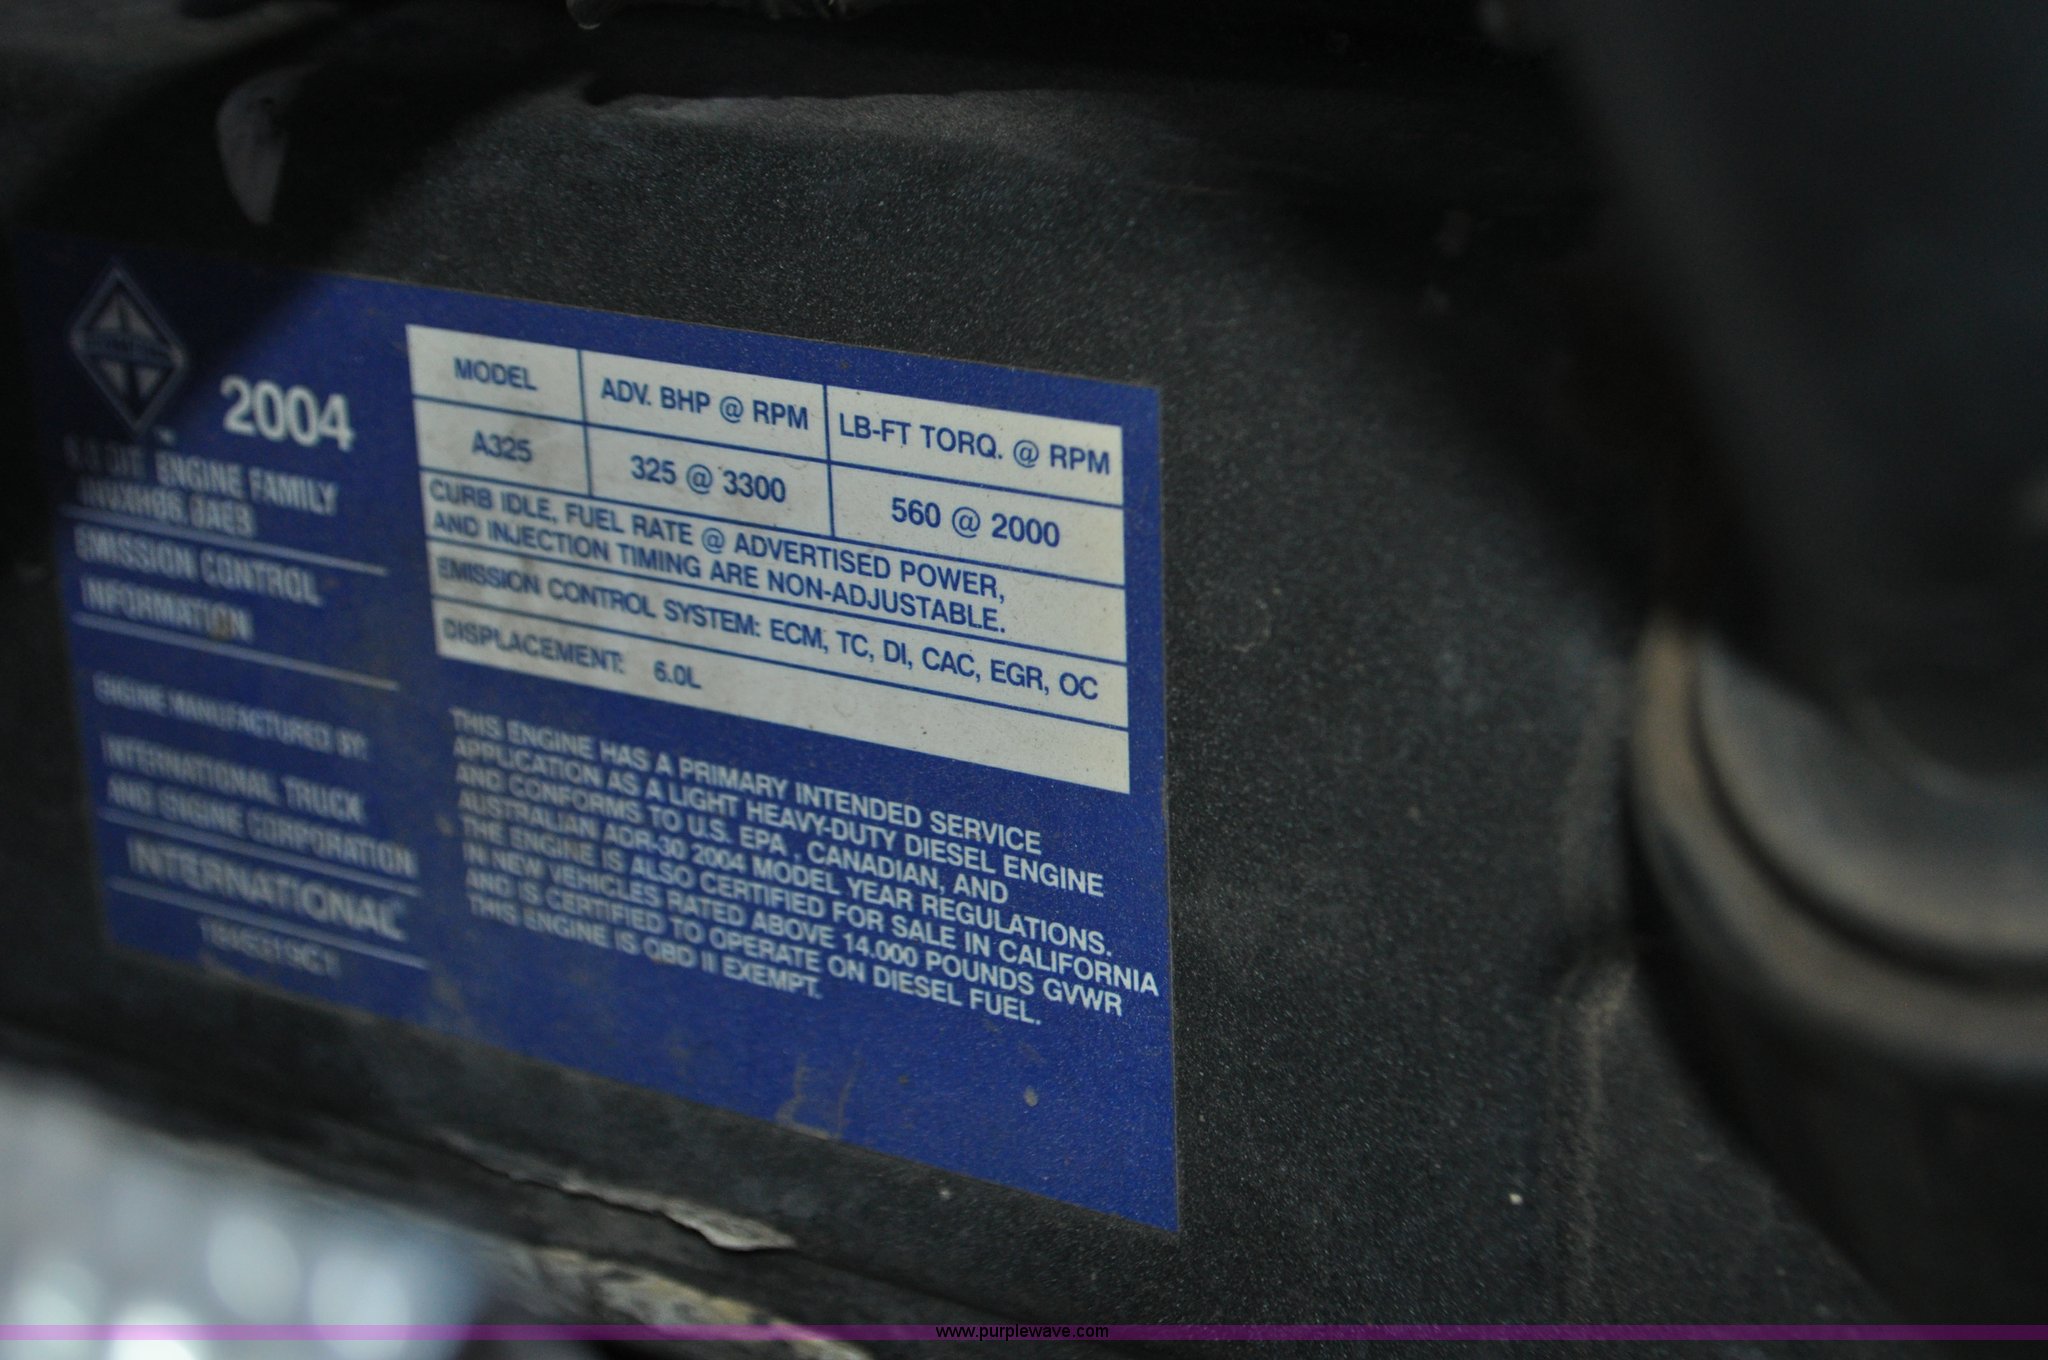 2004
ENGINE FAMILY
EMISSION CONTROL
INFORMATION
ENGINE MANUFACTURED BY:
INTERNATIONAL TRUCK
AND ENGINE CORPORATION
INTERNATIONAL
MODEL ADV. BHP @ RPM LB-FT TORQ. @ RPM
A325 325 @ 3300 560 @ 2000
CURB IDLE, FUEL RATE @ ADVERTISED POWER,
AND INJECTION TIMING ARE NON-ADJUSTABLE.
EMISSION CONTROL SYSTEM: ECM, TC, DI, CAC, EGR, OC
DISPLACEMENT: 6.0L
THIS ENGINE HAS A PRIMARY INTENDED SERVICE
APPLICATION AS A LIGHT HEAVY-DUTY DIESEL ENGINE
AND CONFORMS TO U.S. EPA , CANADIAN, AND
AUSTRALIAN ADR-30 2004 MODEL YEAR REGULATIONS.
THE ENGINE IS ALSO CERTIFIED FOR SALE IN CALIFORNIA
IN NEW VEHICLES RATED ABOVE 14.000 POUNDS GVWR
AND IS CERTIFIED TO OPERATE ON DIESEL FUEL.
THIS ENGINE IS OBD II EXEMPT.
www.purplewave.com